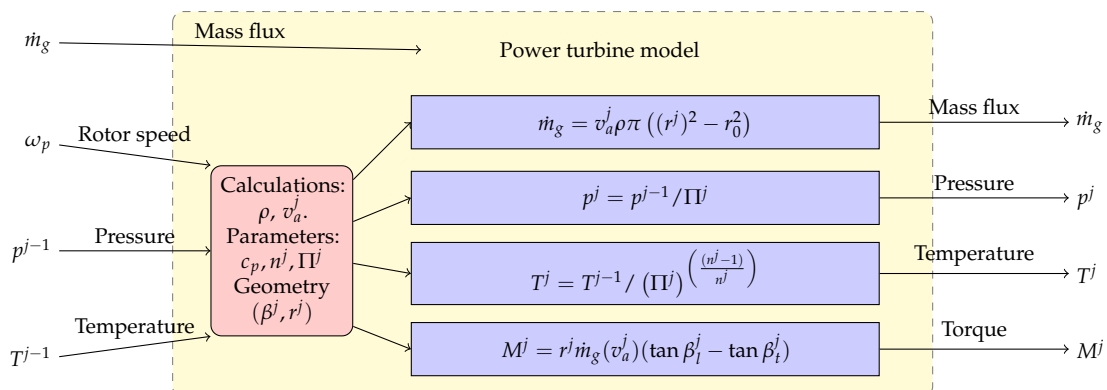 ṁ_g Mass flux
Power turbine model
ṁ_g = v_a^j ρπ ((r^j)^2 − r_0^2) Mass flux ṁ_g
ω_p Rotor speed
Calculations:
ρ, v_a^j.
Parameters:
c_p, n^j, Π^j
Geometry
(β^j, r^j)
p^j = p^{j−1}/Π^j Pressure p^j
p^{j−1} Pressure
T^j = T^{j−1}/ (Π^j)^{((n^j−1)/n^j)} Temperature T^j
T^{j−1} Temperature
M^j = r^j ṁ_g(v_a^j)(tan β_l^j − tan β_t^j) Torque M^j